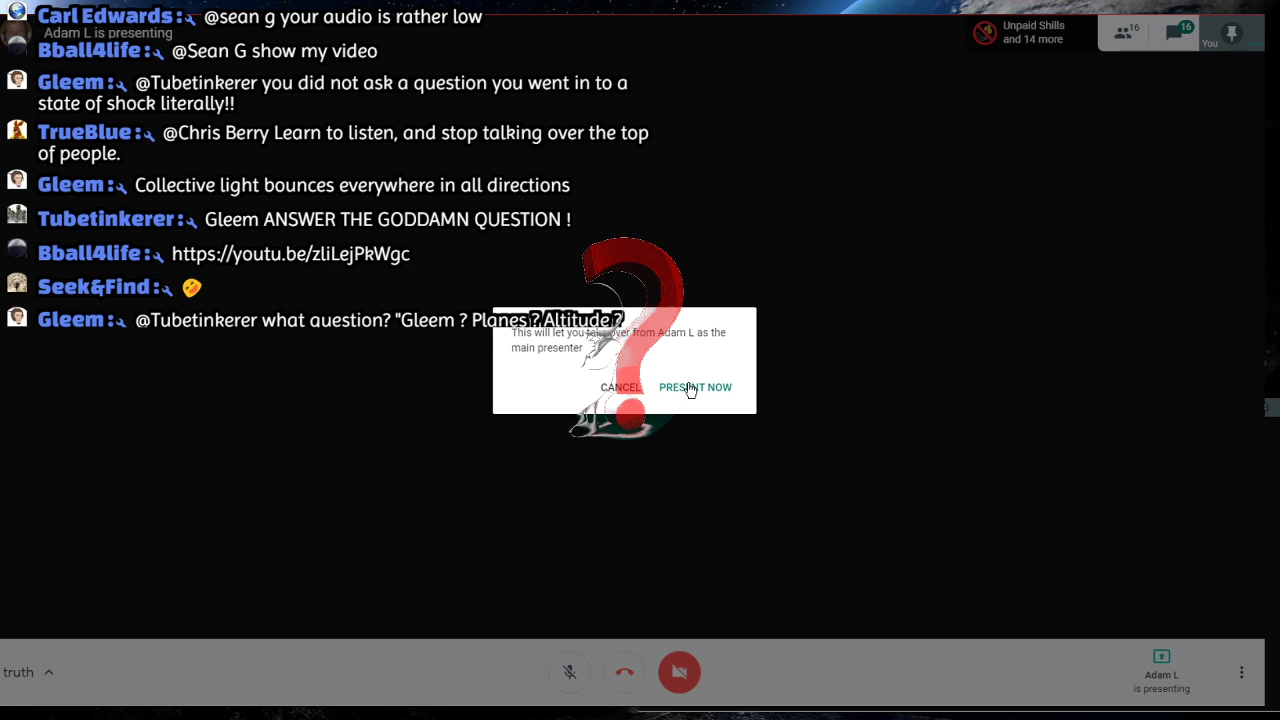 Carl Edwards: @sean g your audio is rather low
Adam L is presenting
Unpaid Shills
and 14 more
16
16
You
Bball4life: @Sean G show my video
Gleem: @Tubetinkerer you did not ask a question you went in to a
state of shock literally!!
TrueBlue: @Chris Berry Learn to listen, and stop talking over the top
of people.
Gleem: Collective light bounces everywhere in all directions
Tubetinkerer: Gleem ANSWER THE GODDAMN QUESTION !
Bball4life: https://youtu.be/zliLejPkWgc
Seek&Find: 🤣
Gleem: @Tubetinkerer what question? "Gleem ? Planes ? Altitude ?
This will let you take over from Adam L as the
main presenter
CANCEL PRESENT NOW
truth
Adam L
is presenting